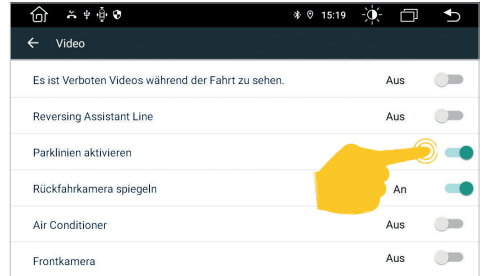 15:19
Video
Es ist Verboten Videos während der Fahrt zu sehen. Aus
Reversing Assistant Line Aus
Parklinien aktivieren
Rückfahrkamera spiegeln An
Air Conditioner Aus
Frontkamera Aus